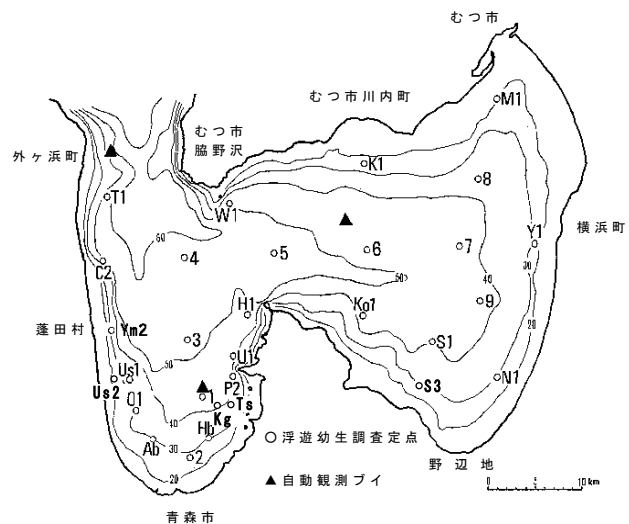 むつ市
むつ市川内町
M1
むつ市
脇野沢
外ヶ浜町
K1
8
T1
W1
横浜町
Y1
60
4
5
6
7
C2
30
50
40
20
9
H1
Ko1
蓬田村
Ym2
3
S1
50
U1
Us1
P2
S3
N1
Us2
1
Ts
O1
40
Kg
Hb
○浮遊幼生調査定点
Ab
30
2
野辺地
20
▲自動観測ブイ
0
5
10km
青森市